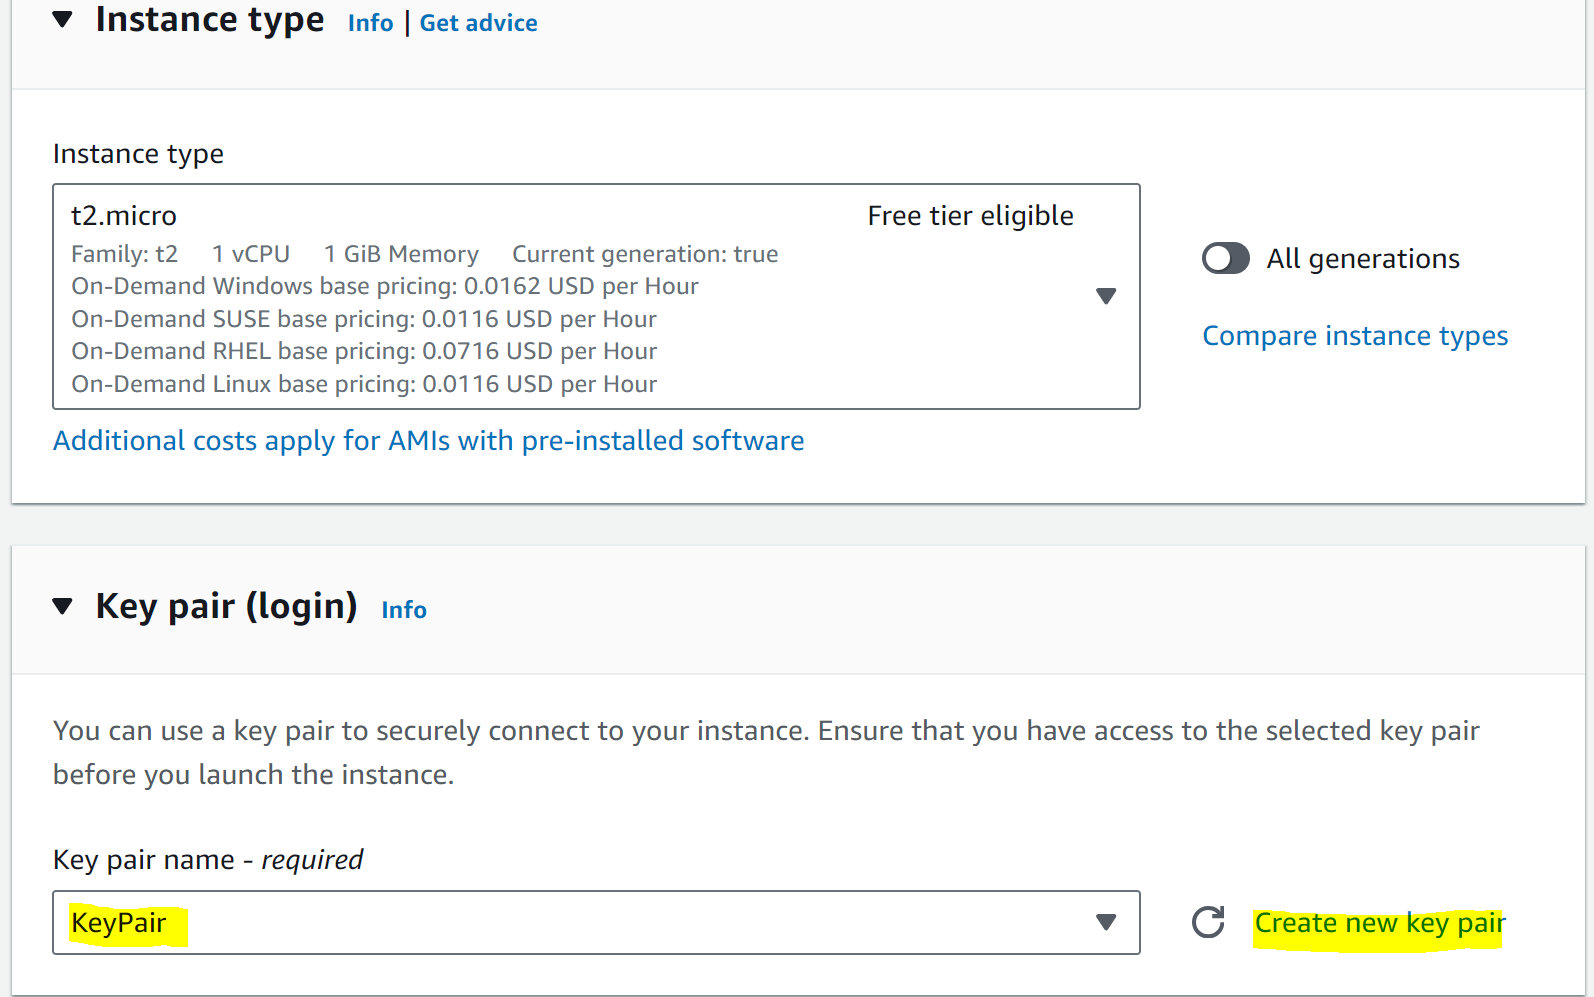 Instance type Info | Get advice
Instance type
t2.micro Free tier eligible
Family: t2 1 vCPU 1 GiB Memory Current generation: true
On-Demand Windows base pricing: 0.0162 USD per Hour
On-Demand SUSE base pricing: 0.0116 USD per Hour
On-Demand RHEL base pricing: 0.0716 USD per Hour
On-Demand Linux base pricing: 0.0116 USD per Hour
All generations
Compare instance types
Additional costs apply for AMIs with pre-installed software
Key pair (login) Info
You can use a key pair to securely connect to your instance. Ensure that you have access to the selected key pair
before you launch the instance.
Key pair name - required
KeyPair
Create new key pair